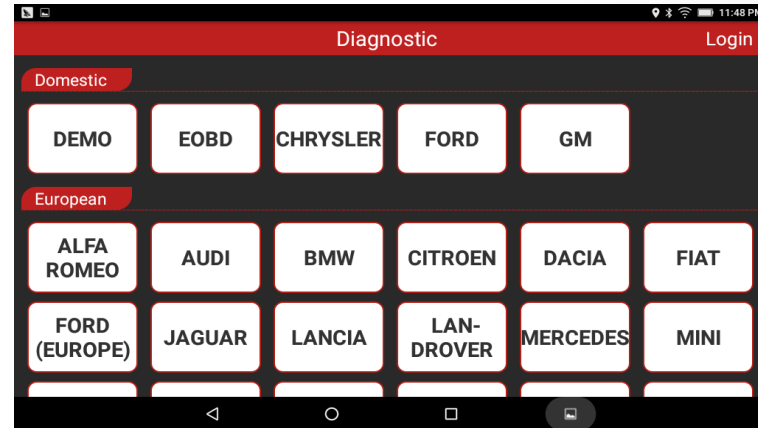 11:48 PM
Diagnostic
Login
Domestic
DEMO
EOBD
CHRYSLER
FORD
GM
European
ALFA
ROMEO
AUDI
BMW
CITROEN
DACIA
FIAT
FORD
(EUROPE)
JAGUAR
LANCIA
LAN-
DROVER
MERCEDES
MINI